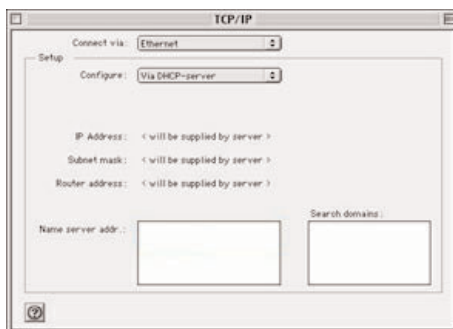 TCP/IP
Connect via: Ethernet
Setup
Configure: Via DHCP-server
IP Address: < will be supplied by server >
Subnet mask: < will be supplied by server >
Router address: < will be supplied by server >
Search domains:
Name server addr.:
?